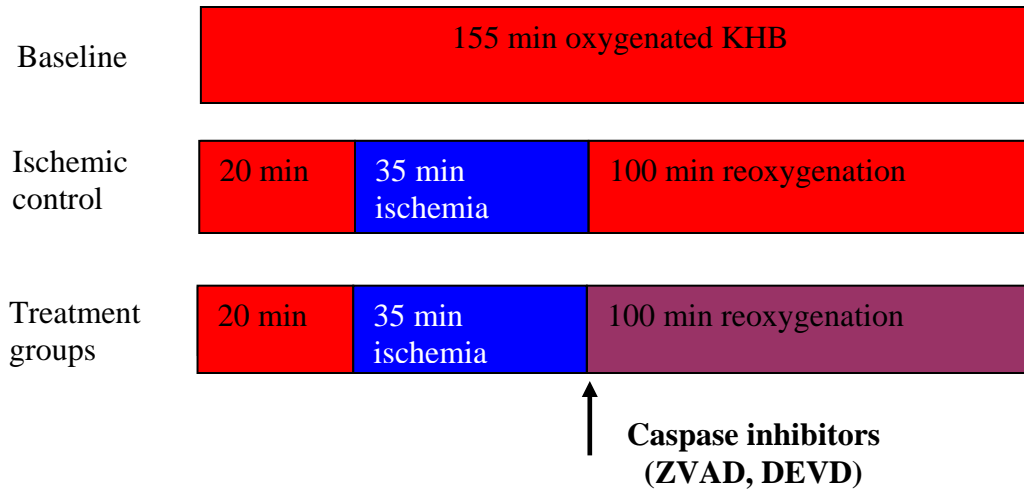 155 min oxygenated KHB
Baseline
Ischemic
control
20 min
35 min
ischemia
100 min reoxygenation
Treatment
groups
20 min
35 min
ischemia
100 min reoxygenation
Caspase inhibitors
(ZVAD, DEVD)